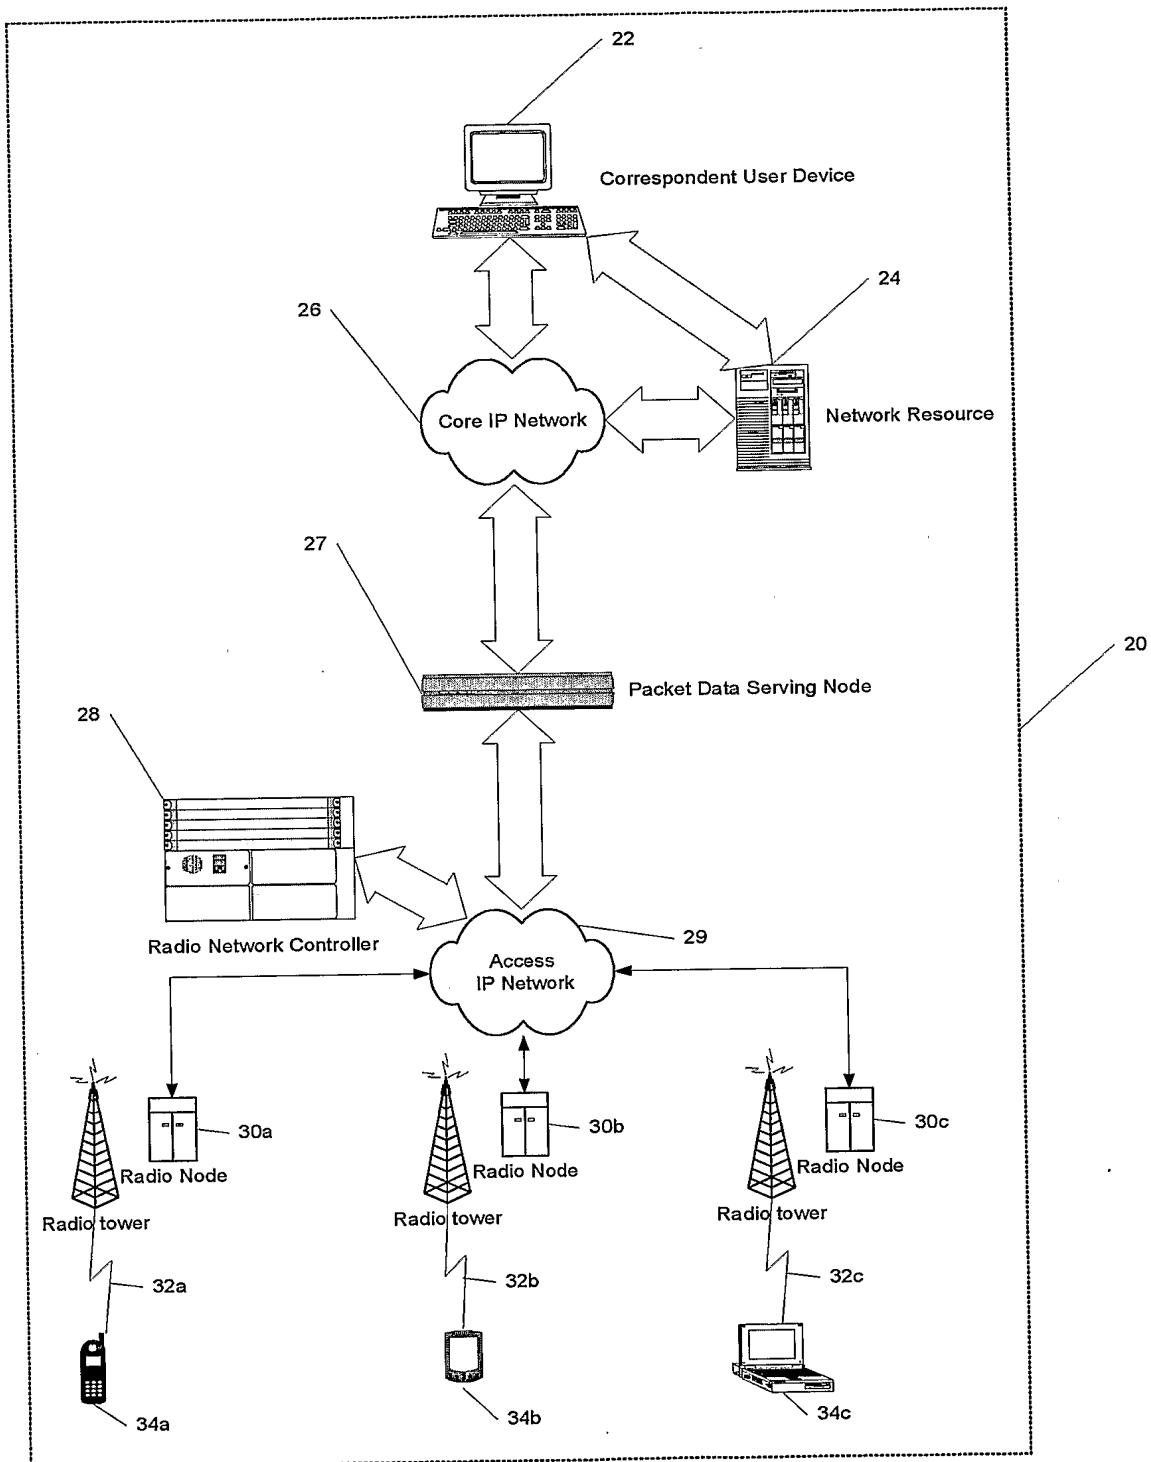 22
Correspondent User Device
24
26
Core IP Network
Network Resource
27
20
Packet Data Serving Node
28
29
Radio Network Controller
Access
IP Network
30a
30b
30c
Radio Node
Radio Node
Radio Node
Radio tower
Radio tower
Radio tower
32a
32b
32c
34a
34b
34c